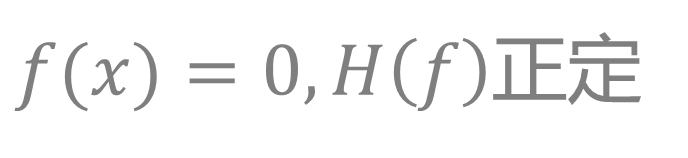 f(x) = 0, H(f)正定